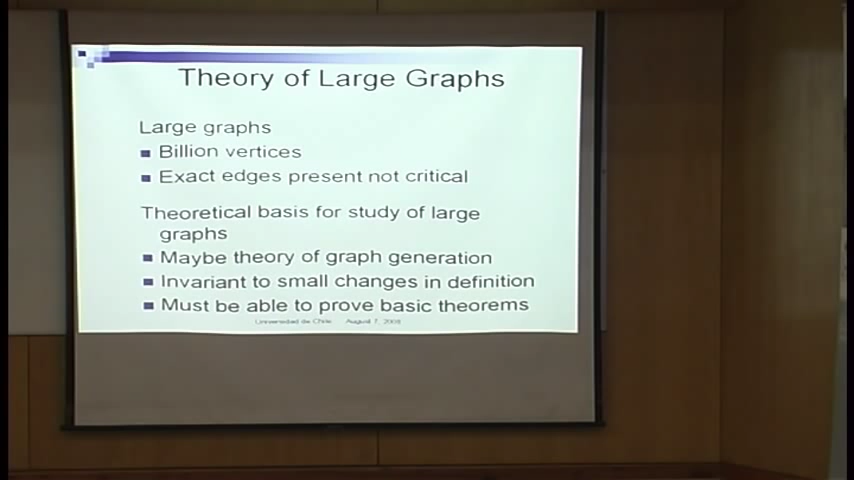 Theory of Large Graphs
Large graphs
Billion vertices
Exact edges present not critical
Theoretical basis for study of large
graphs
Maybe theory of graph generation
Invariant to small changes in definition
Must be able to prove basic theorems
Universidad de Chile August 7, 2008